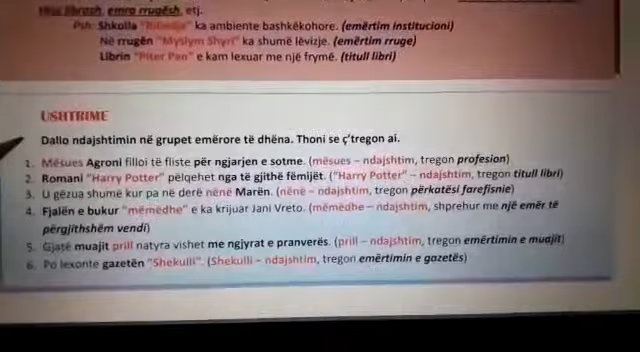 librash, emra rrugësh, etj.
Psh: Shkolla "Rilindja" ka ambiente bashkëkohore. (emërtim institucioni)
Në rrugën "Myslym Shyri" ka shumë lëvizje. (emërtim rruge)
Librin "Piter Pan" e kam lexuar me një frymë. (titull libri)
USHTRIME
Dallo ndajshtimin në grupet emërore të dhëna. Thoni se ç'tregon ai.
1. Mësues Agroni filloi të fliste për ngjarjen e sotme. (mësues – ndajshtim, tregon profesion)
2. Romani "Harry Potter" pëlqehet nga të gjithë fëmijët. ("Harry Potter" – ndajshtim, tregon titull libri)
3. U gëzua shumë kur pa në derë nënë Marën. (nënë – ndajshtim, tregon përkatësi farefisnie)
4. Fjalën e bukur "mëmëdhe" e ka krijuar Jani Vreto. (mëmëdhe – ndajshtim, shprehur me një emër të
përgjithshëm vendi)
5. Gjatë muajit prill natyra vishet me ngjyrat e pranverës. (prill – ndajshtim, tregon emërtimin e muajit)
6. Po lexonte gazetën "Shekulli". (Shekulli – ndajshtim, tregon emërtimin e gazetës)